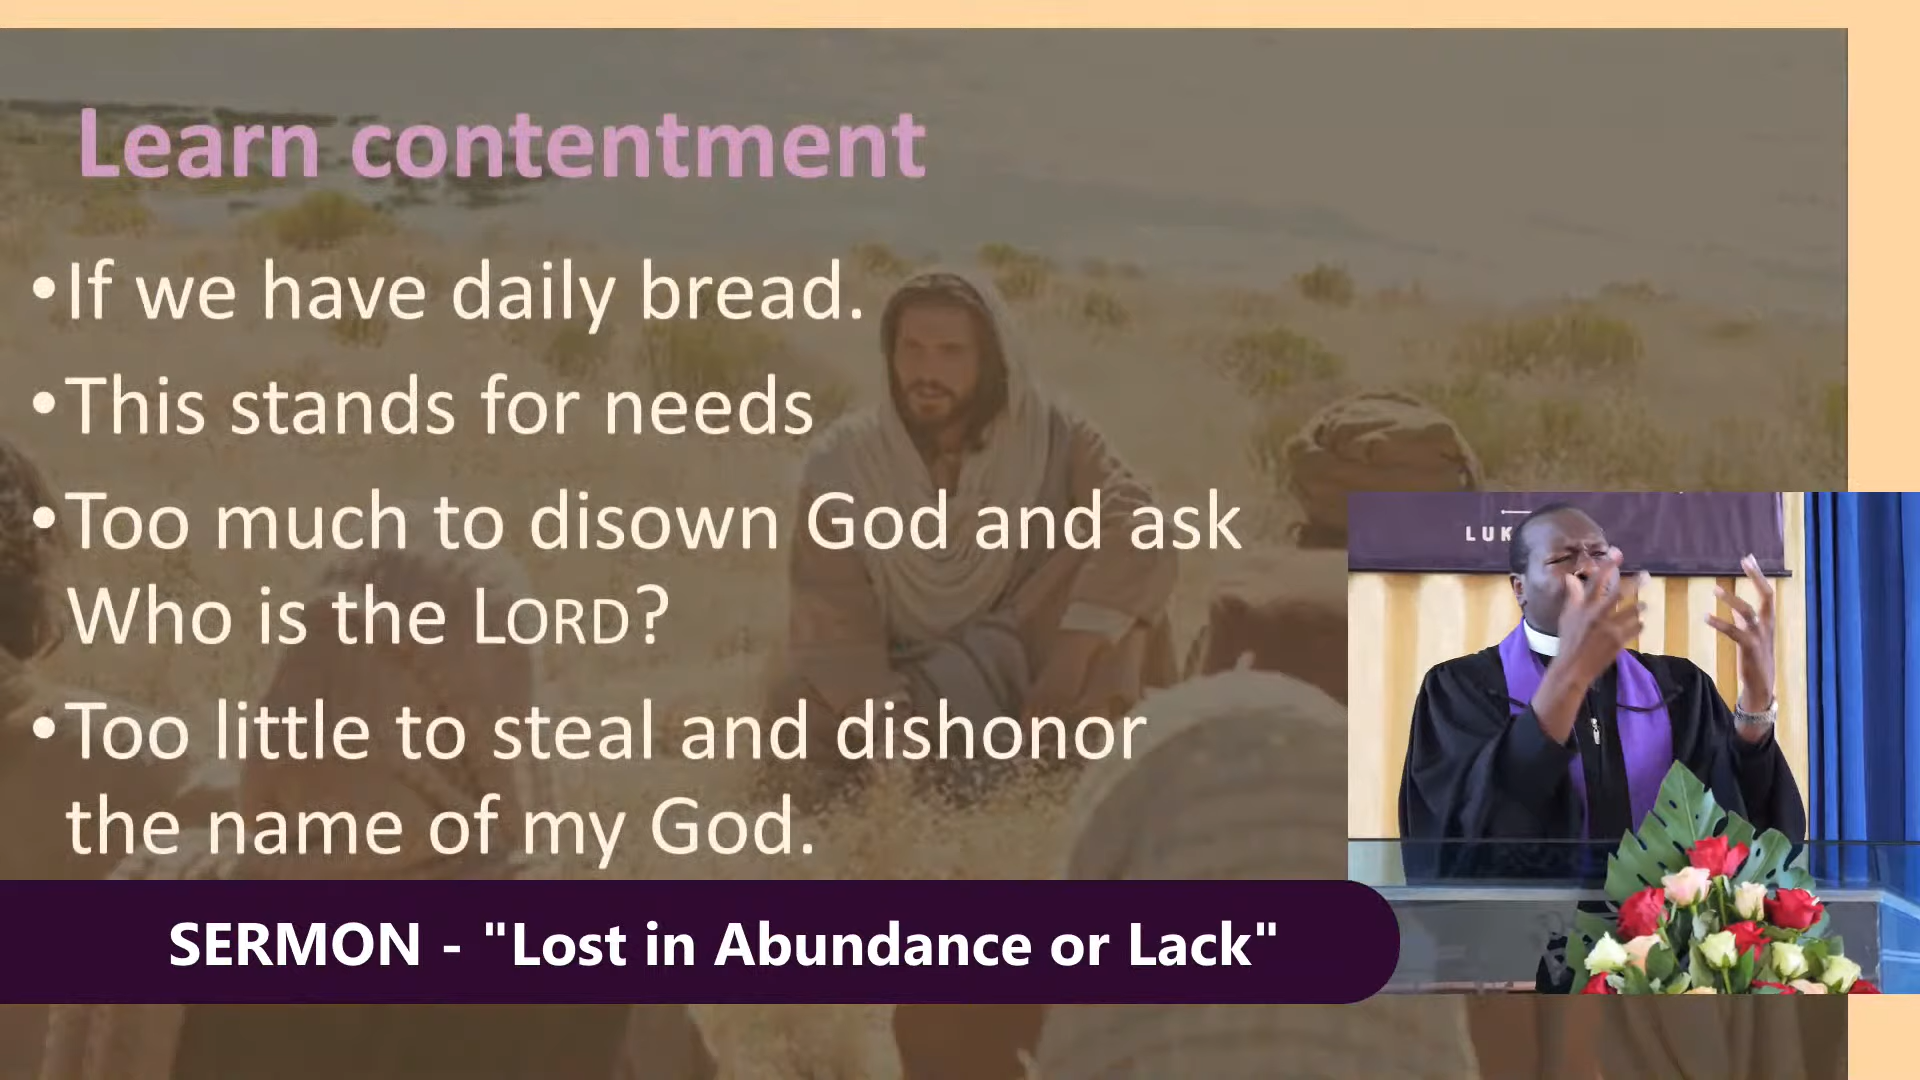 Learn contentment
•If we have daily bread.
•This stands for needs
•Too much to disown God and ask
Who is the LORD?
•Too little to steal and dishonor
the name of my God.
LUK
SERMON - "Lost in Abundance or Lack"